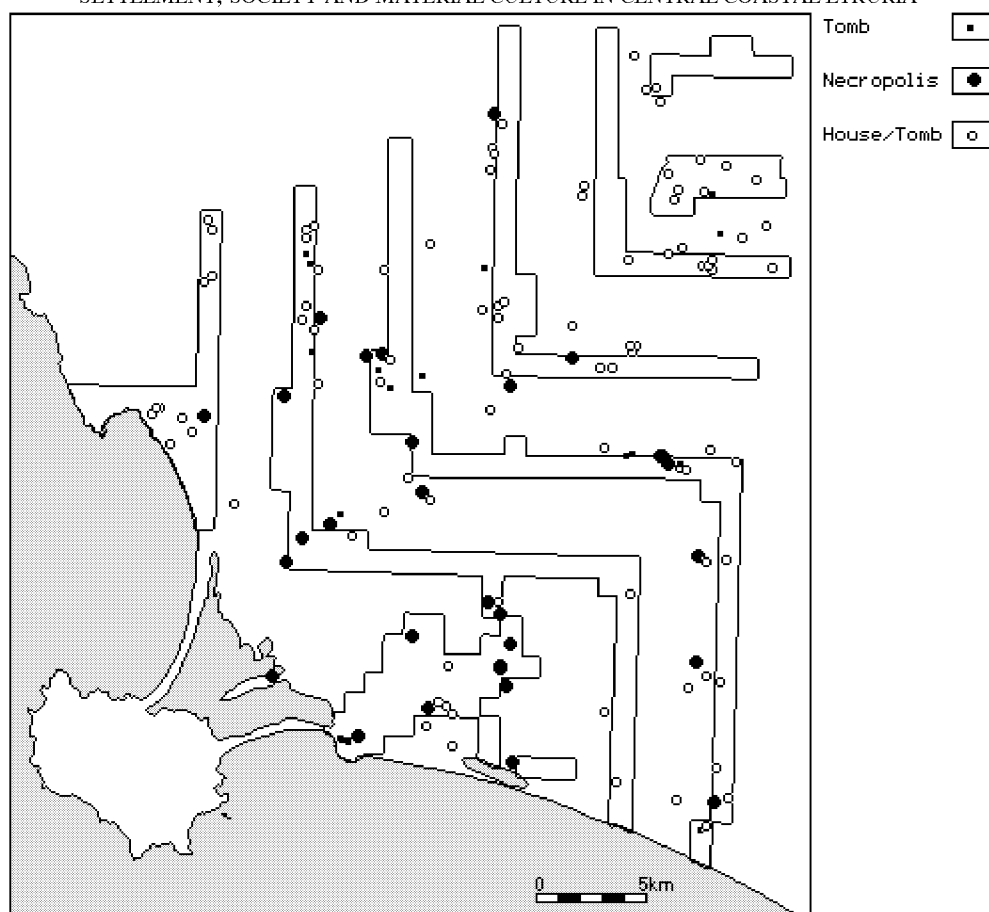 SETTLEMENT, SOCIETY AND MATERIAL CULTURE IN CENTRAL COASTAL ETRURIA
Tomb
Necropolis
House/Tomb
0 5km